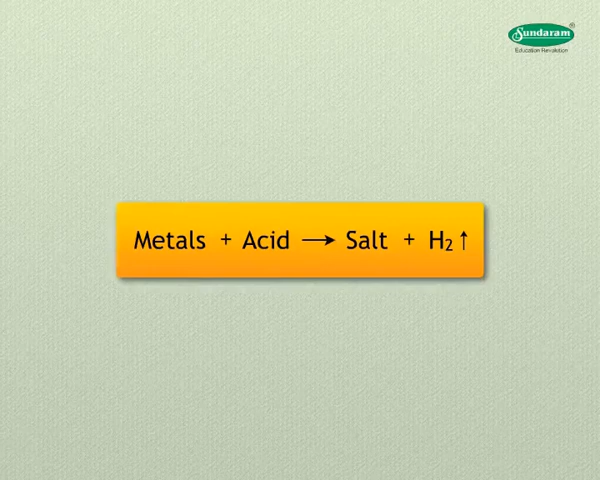 Sundaram®
Education Revolution
Metals + Acid ⟶ Salt + H₂↑